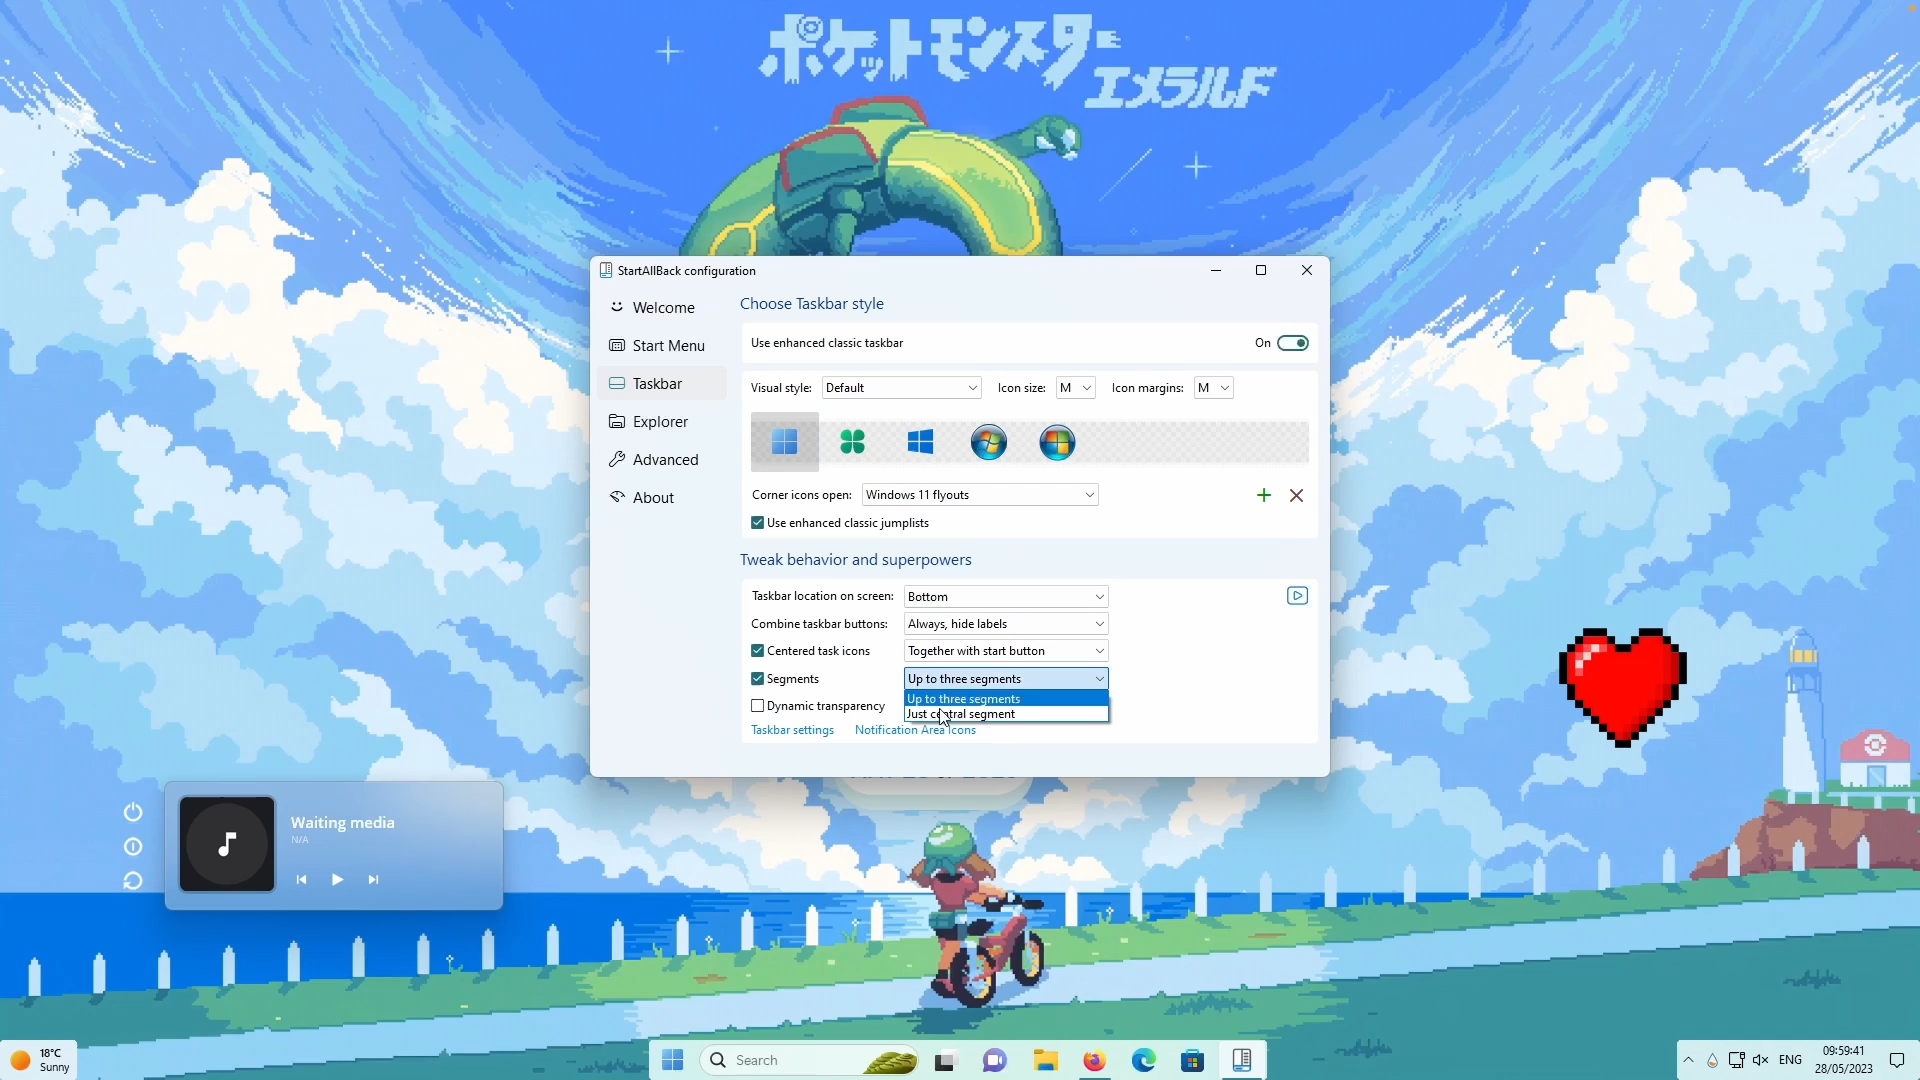 ポケットモンスター
エメラルド
StartAllBack configuration
Welcome
Start Menu
Taskbar
Explorer
Advanced
About
Choose Taskbar style
Use enhanced classic taskbar
On
Visual style:
Default
Icon size:
M
Icon margins:
M
Corner icons open:
Windows 11 flyouts
Use enhanced classic jumplists
Tweak behavior and superpowers
Taskbar location on screen:
Bottom
Combine taskbar buttons:
Always, hide labels
Centered task icons
Together with start button
Segments
Up to three segments
Up to three segments
Just central segment
Dynamic transparency
Taskbar settings
Notification Area Icons
Waiting media
N/A
18°C
Sunny
Search
ENG
09:59:41
28/05/2023